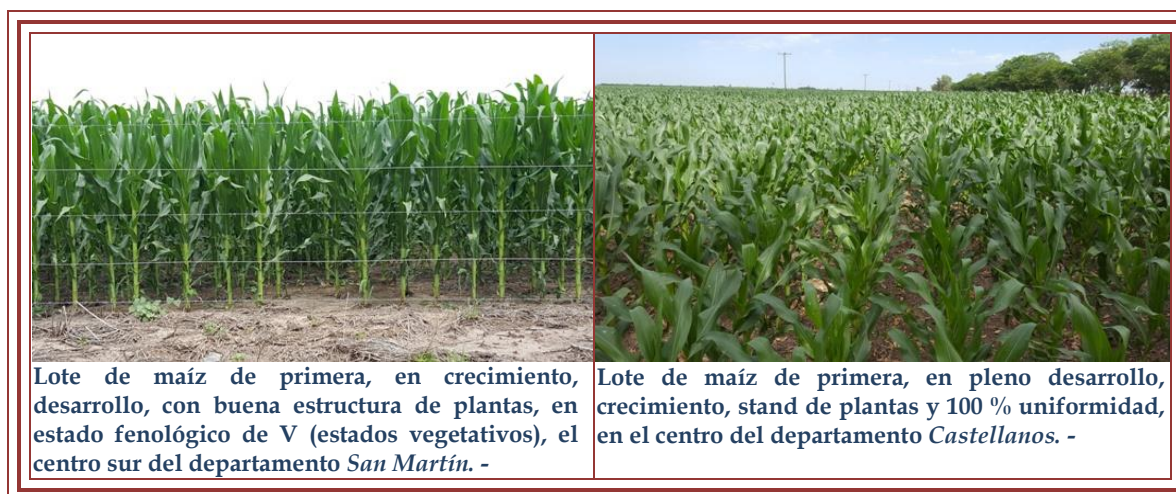 Lote de maíz de primera, en crecimiento,
desarrollo, con buena estructura de plantas, en
estado fenológico de V (estados vegetativos), el
centro sur del departamento San Martín. -
Lote de maíz de primera, en pleno desarrollo,
crecimiento, stand de plantas y 100 % uniformidad,
en el centro del departamento Castellanos. -